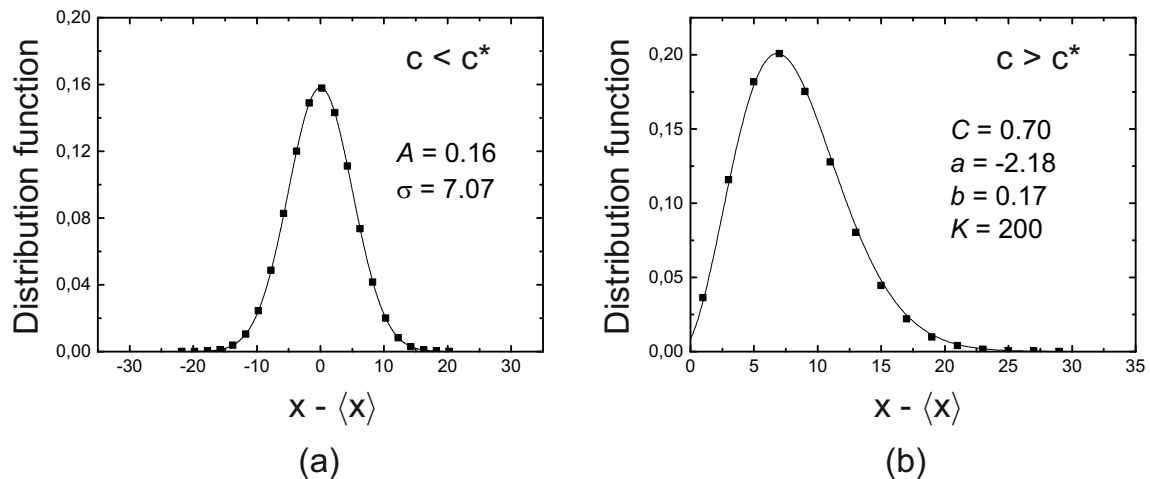 0,20
0,16
0,12
0,08
0,04
0,00
Distribution function
c < c*
A = 0.16
σ = 7.07
-30 -20 -10 0 10 20 30
x - ⟨x⟩
(a)
0,20
0,15
0,10
0,05
0,00
Distribution function
c > c*
C = 0.70
a = -2.18
b = 0.17
K = 200
0 5 10 15 20 25 30 35
x - ⟨x⟩
(b)